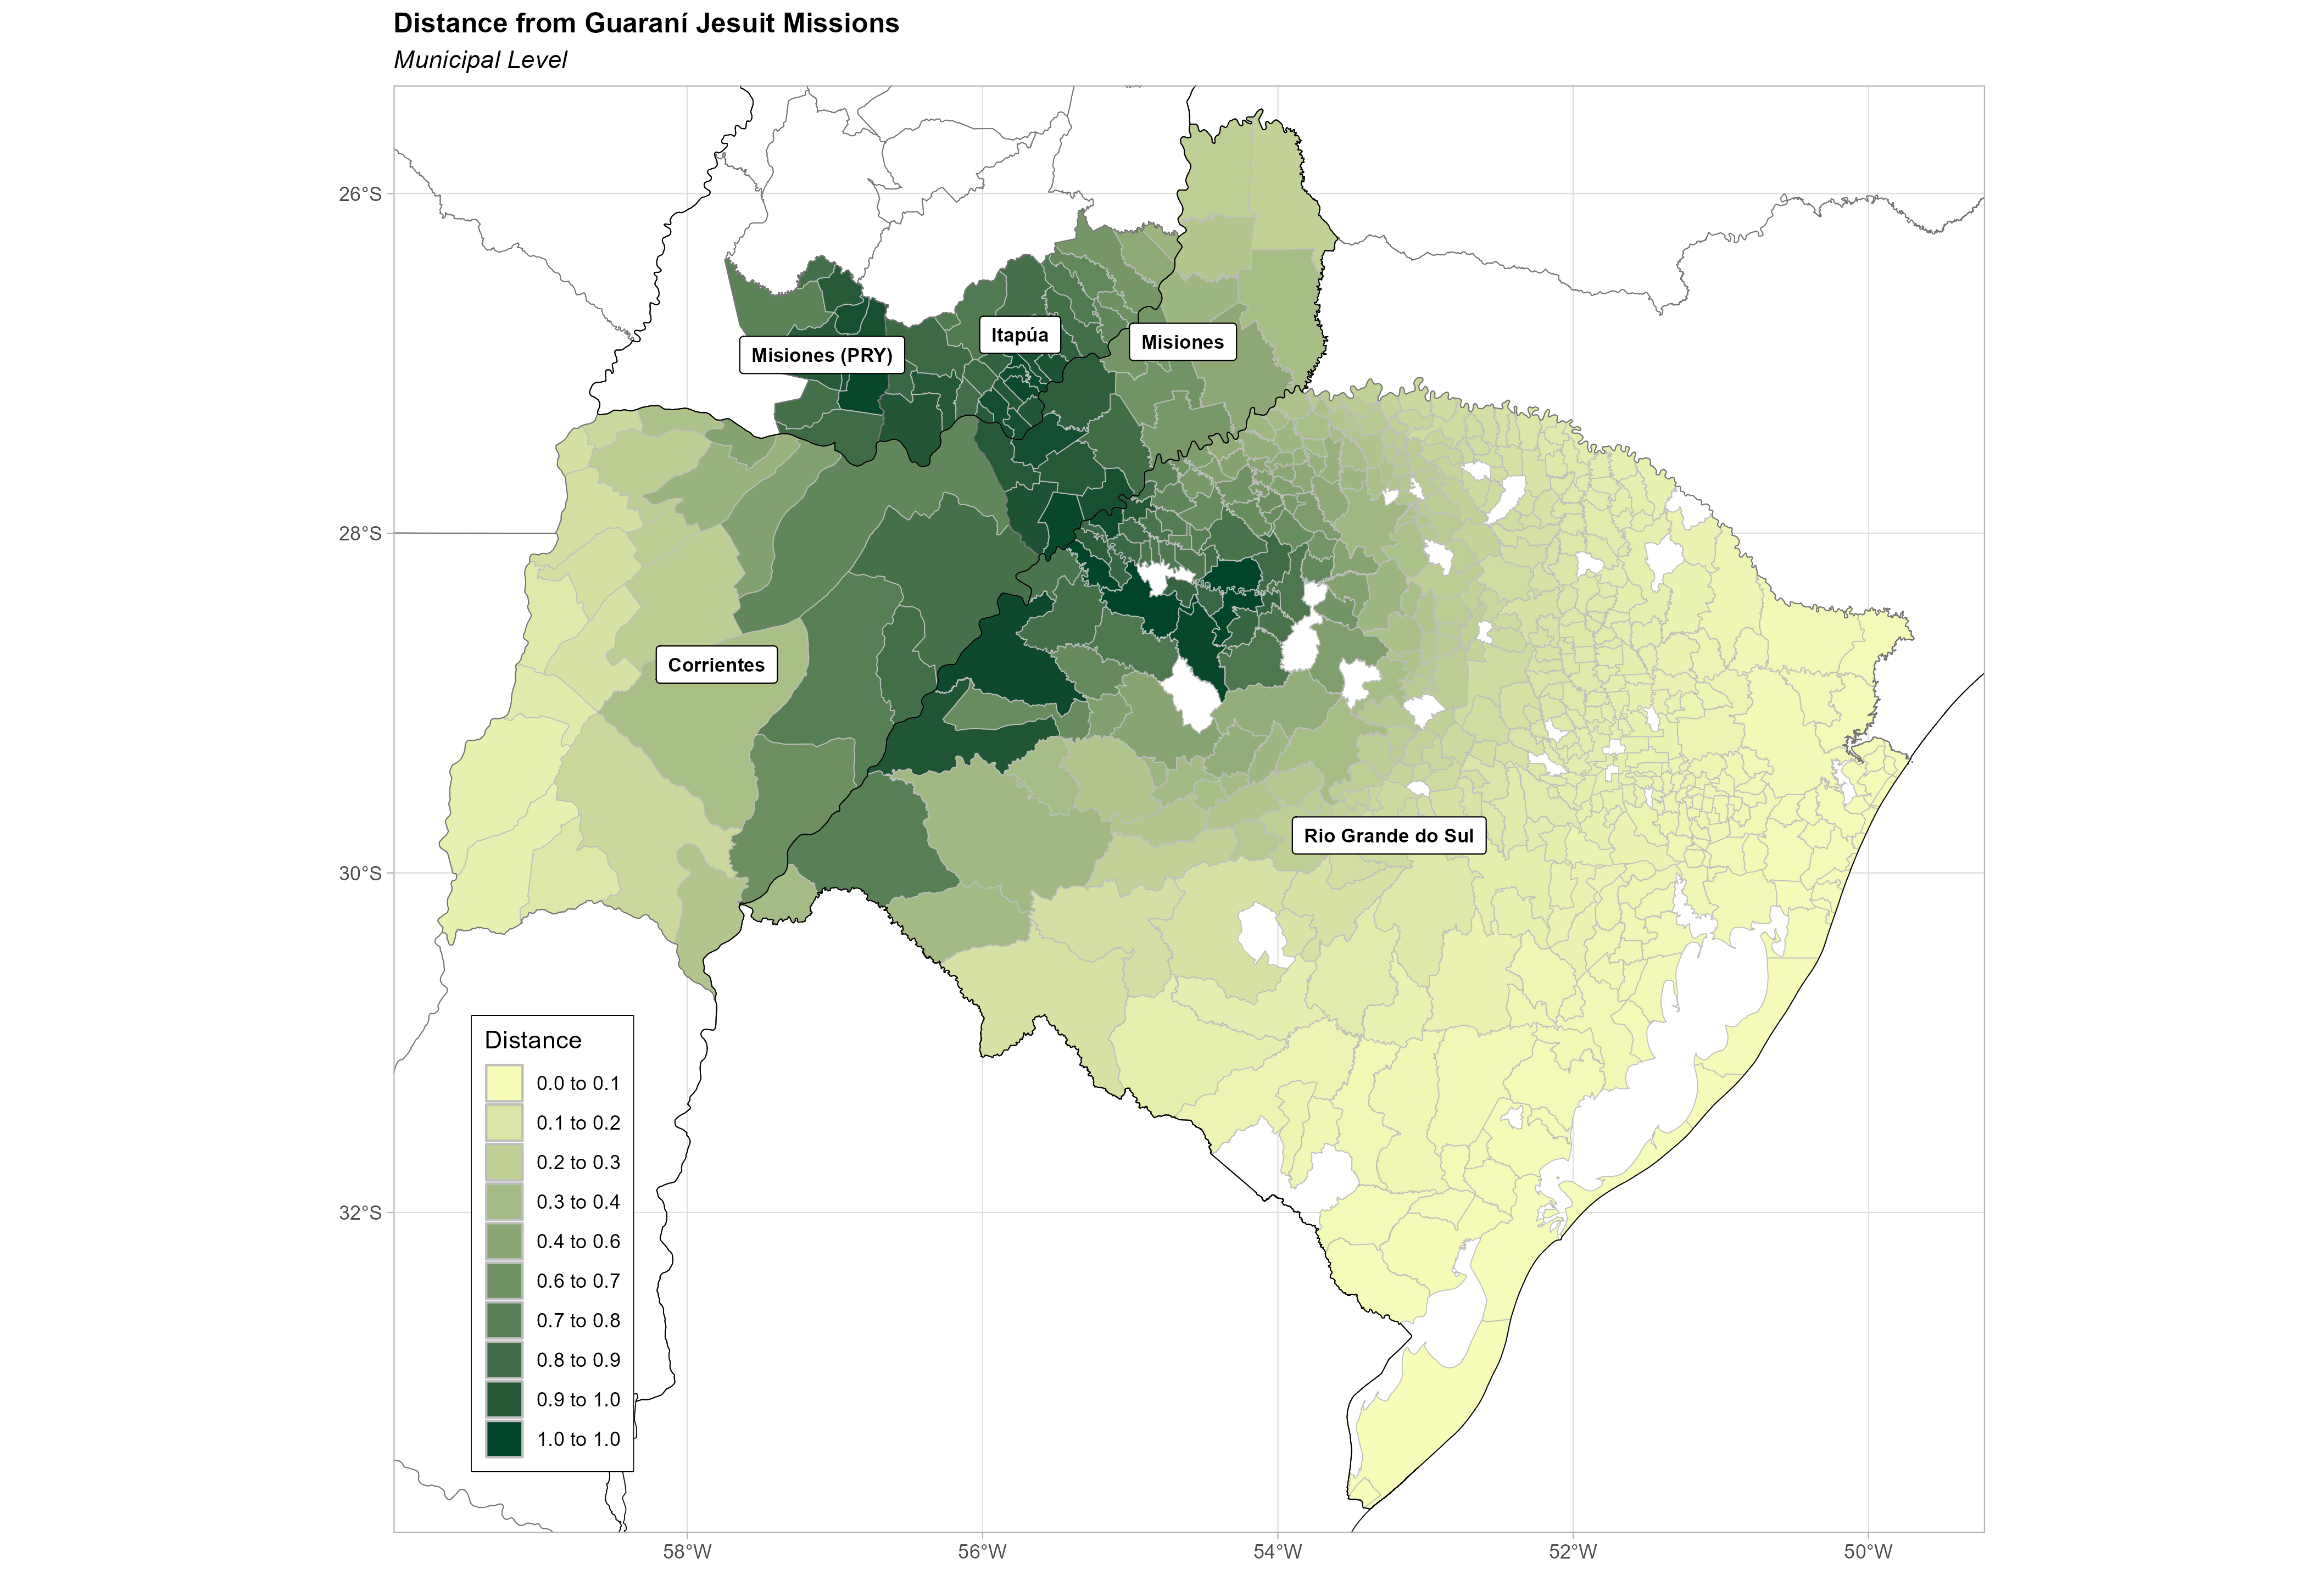 Distance from Guaraní Jesuit Missions
Municipal Level
26°S
28°S
30°S
32°S
Misiones (PRY)
Itapúa
Misiones
Corrientes
Rio Grande do Sul
Distance
0.0 to 0.1
0.1 to 0.2
0.2 to 0.3
0.3 to 0.4
0.4 to 0.6
0.6 to 0.7
0.7 to 0.8
0.8 to 0.9
0.9 to 1.0
1.0 to 1.0
58°W
56°W
54°W
52°W
50°W